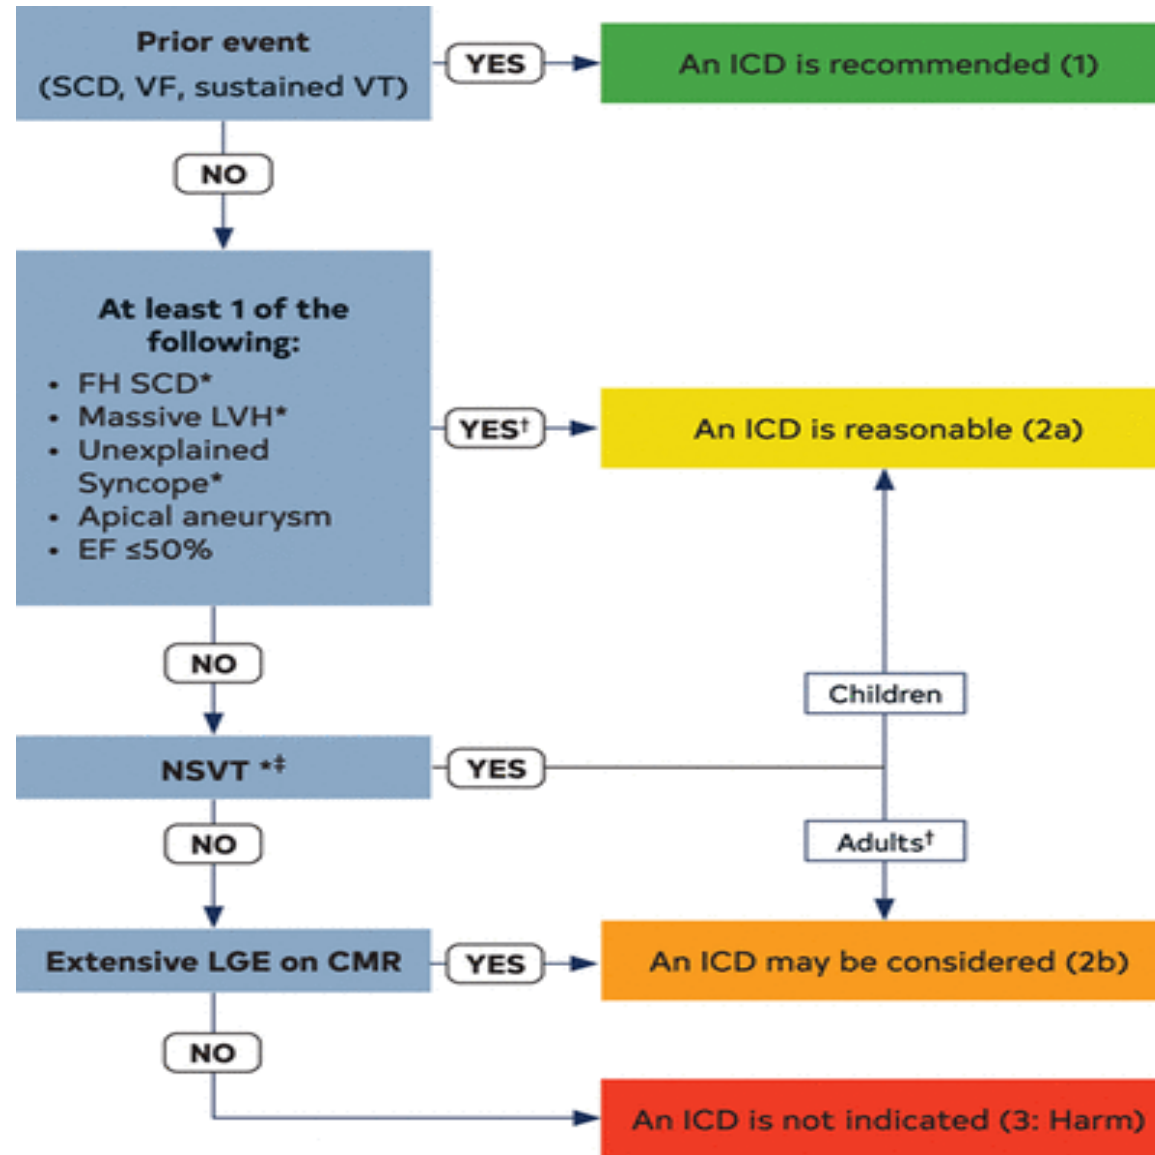 Prior event
(SCD, VF, sustained VT)
YES
An ICD is recommended (1)
NO
At least 1 of the
following:
• FH SCD*
• Massive LVH*
• Unexplained
Syncope*
• Apical aneurysm
• EF ≤50%
YES†
An ICD is reasonable (2a)
NO
Children
NSVT *‡
YES
NO
Adults†
Extensive LGE on CMR
YES
An ICD may be considered (2b)
NO
An ICD is not indicated (3: Harm)